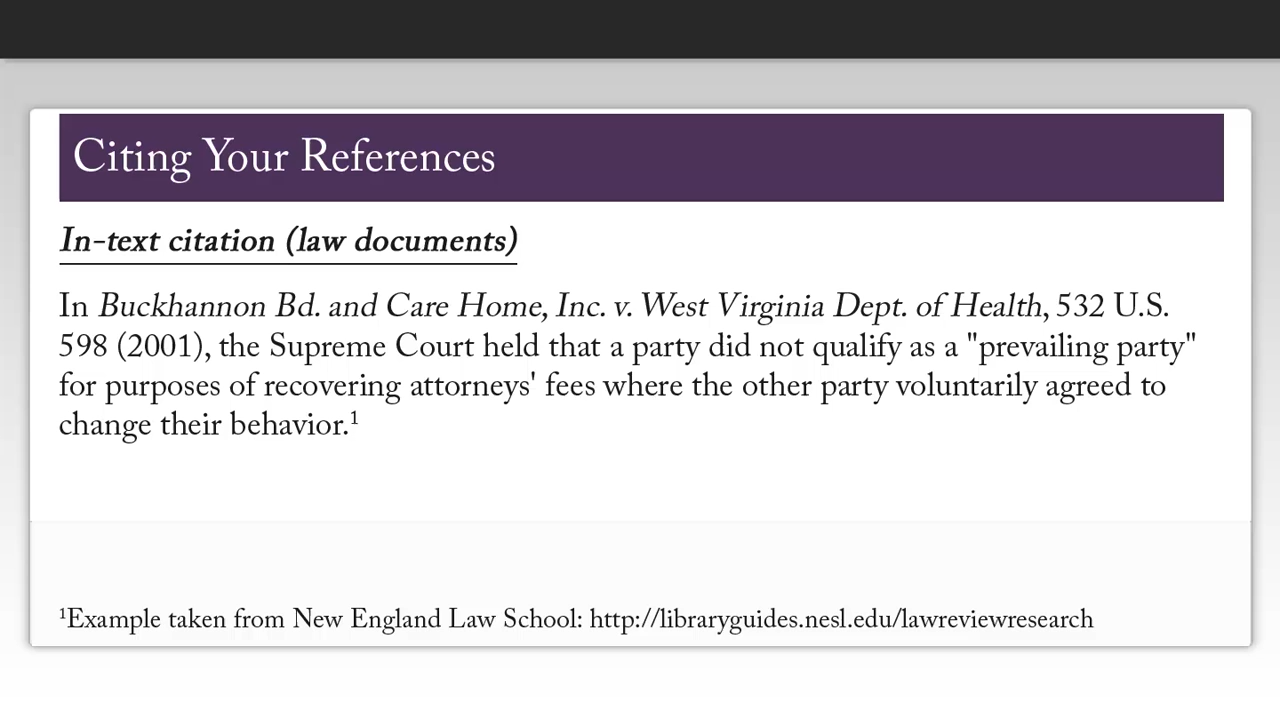 Citing Your References
In-text citation (law documents)
In Buckhannon Bd. and Care Home, Inc. v. West Virginia Dept. of Health, 532 U.S.
598 (2001), the Supreme Court held that a party did not qualify as a "prevailing party"
for purposes of recovering attorneys' fees where the other party voluntarily agreed to
change their behavior.¹
¹Example taken from New England Law School: http://libraryguides.nesl.edu/lawreviewresearch